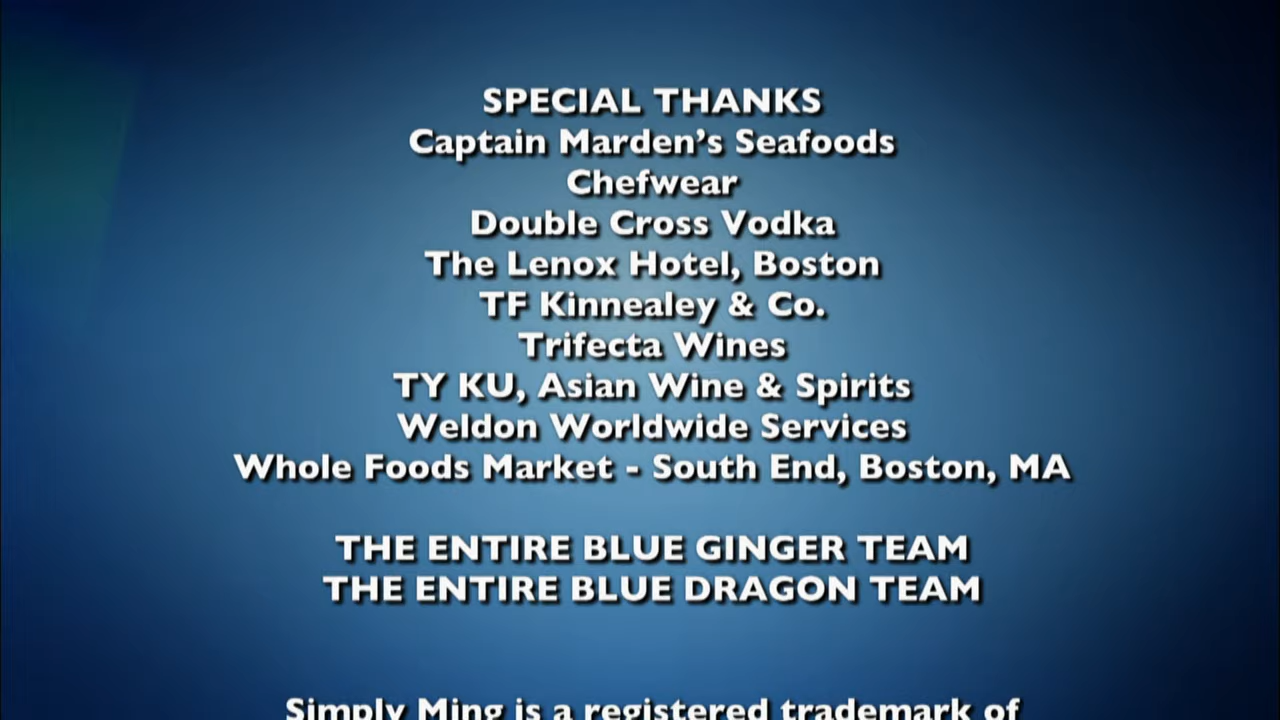 SPECIAL THANKS
Captain Marden's Seafoods
Chefwear
Double Cross Vodka
The Lenox Hotel, Boston
TF Kinnealey & Co.
Trifecta Wines
TY KU, Asian Wine & Spirits
Weldon Worldwide Services
Whole Foods Market - South End, Boston, MA
THE ENTIRE BLUE GINGER TEAM
THE ENTIRE BLUE DRAGON TEAM
Simply Ming is a registered trademark of